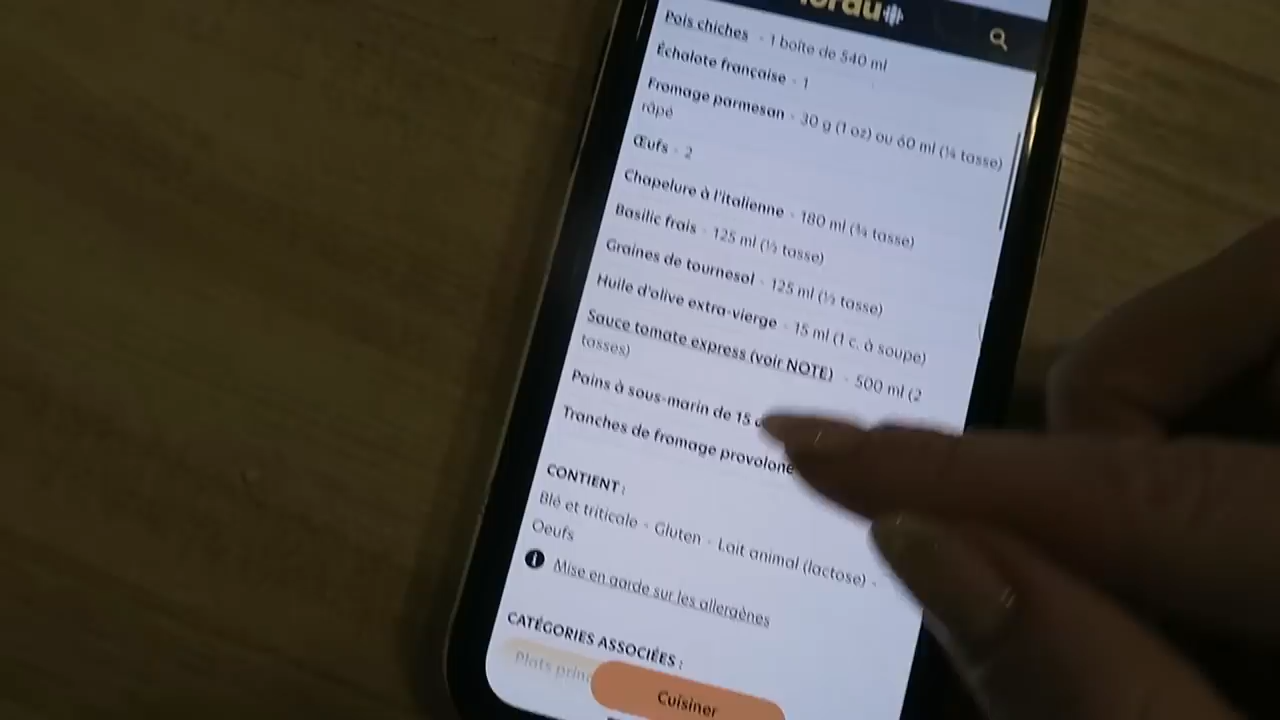 Pois chiches - 1 boîte de 540 ml
Échalote française - 1
Fromage parmesan - 30 g (1 oz) ou 60 ml (¼ tasse)
râpé
Œufs - 2
Chapelure à l'italienne - 180 ml (¾ tasse)
Basilic frais - 125 ml (½ tasse)
Graines de tournesol - 125 ml (½ tasse)
Huile d'olive extra-vierge - 15 ml (1 c. à soupe)
Sauce tomate express (voir NOTE) - 500 ml (2
tasses)
Pains à sous-marin de 15
Tranches de fromage provolone
CONTIENT :
Blé et triticale - Gluten - Lait animal (lactose) -
Oeufs
Mise en garde sur les allergènes
CATÉGORIES ASSOCIÉES :
Plats
Cuisiner